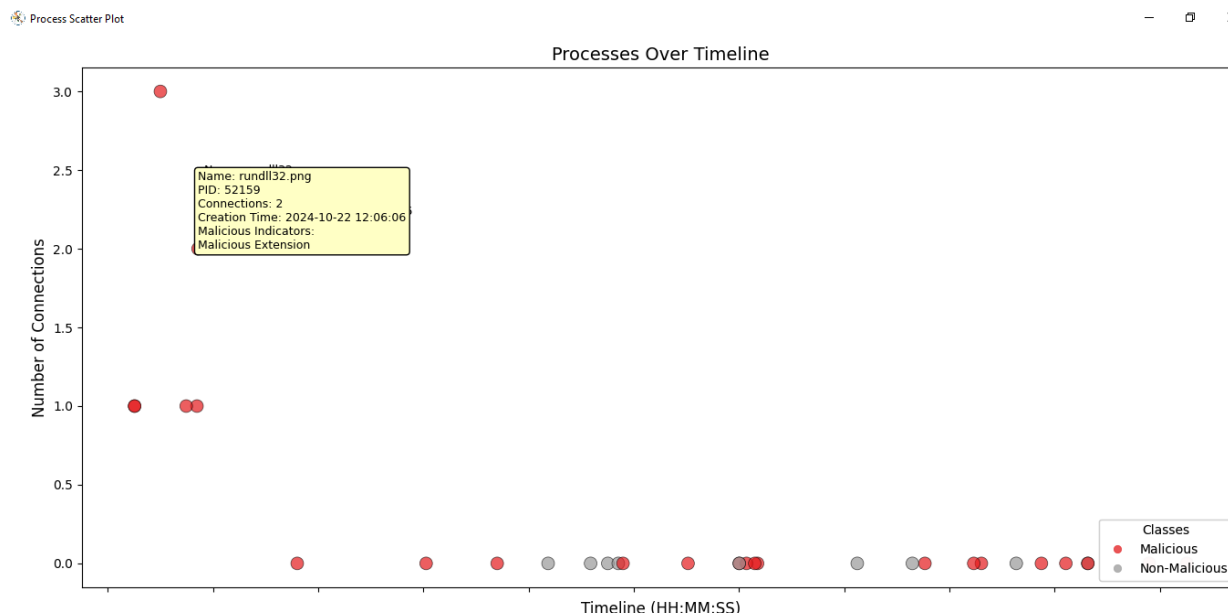 Process Scatter Plot
Processes Over Timeline
3.0
2.5
2.0
1.5
1.0
0.5
0.0
Number of Connections
Name: rundll32.png
PID: 52159
Connections: 2
Creation Time: 2024-10-22 12:06:06
Malicious Indicators:
Malicious Extension
Classes
Malicious
Non-Malicious
Timeline (HH:MM:SS)